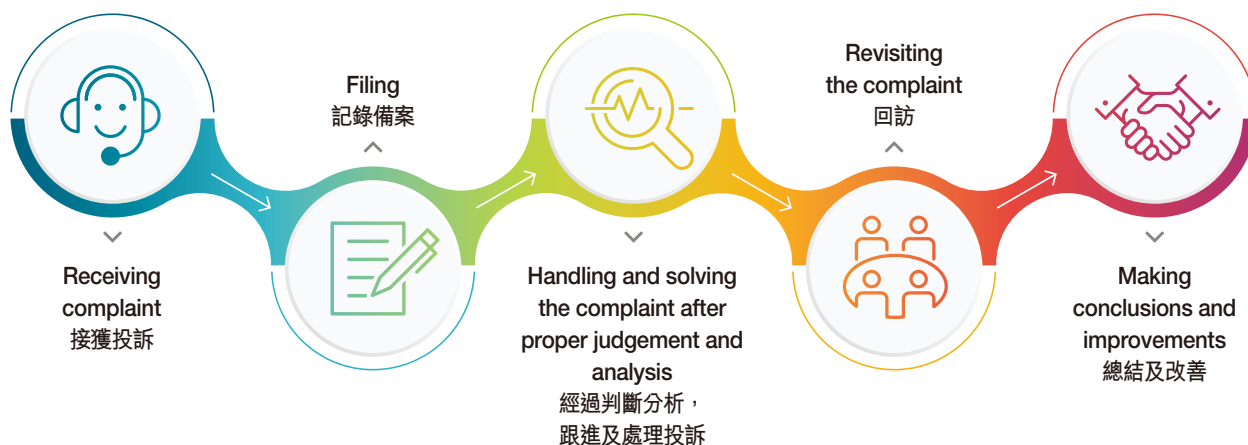 Receiving
complaint
接獲投訴
Filing
記錄備案
Handling and solving
the complaint after
proper judgement and
analysis
經過判斷分析，
跟進及處理投訴
Revisiting
the complaint
回訪
Making
conclusions and
improvements
總結及改善